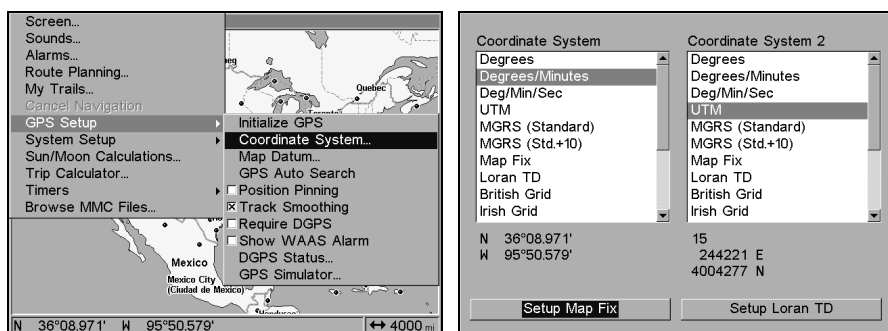 Screen...
Sounds...
Alarms...
Route Planning...
My Trails...
Cancel Navigation
GPS Setup
System Setup
Sun/Moon Calculations...
Trip Calculator...
Timers
Browse MMC Files...
Initialize GPS
Coordinate System...
Map Datum...
GPS Auto Search
Position Pinning
Track Smoothing
Require DGPS
Show WAAS Alarm
DGPS Status...
GPS Simulator...
Quebec
Mexico
Mexico City
(Ciudad de Mexico)
N 36°08.971' W 95°50.579' ↔ 4000 mi
Coordinate System
Degrees
Degrees/Minutes
Deg/Min/Sec
UTM
MGRS (Standard)
MGRS (Std.+10)
Map Fix
Loran TD
British Grid
Irish Grid
N 36°08.971'
W 95°50.579'
Setup Map Fix
Coordinate System 2
Degrees
Degrees/Minutes
Deg/Min/Sec
UTM
MGRS (Standard)
MGRS (Std.+10)
Map Fix
Loran TD
British Grid
Irish Grid
15
244221 E
4004277 N
Setup Loran TD